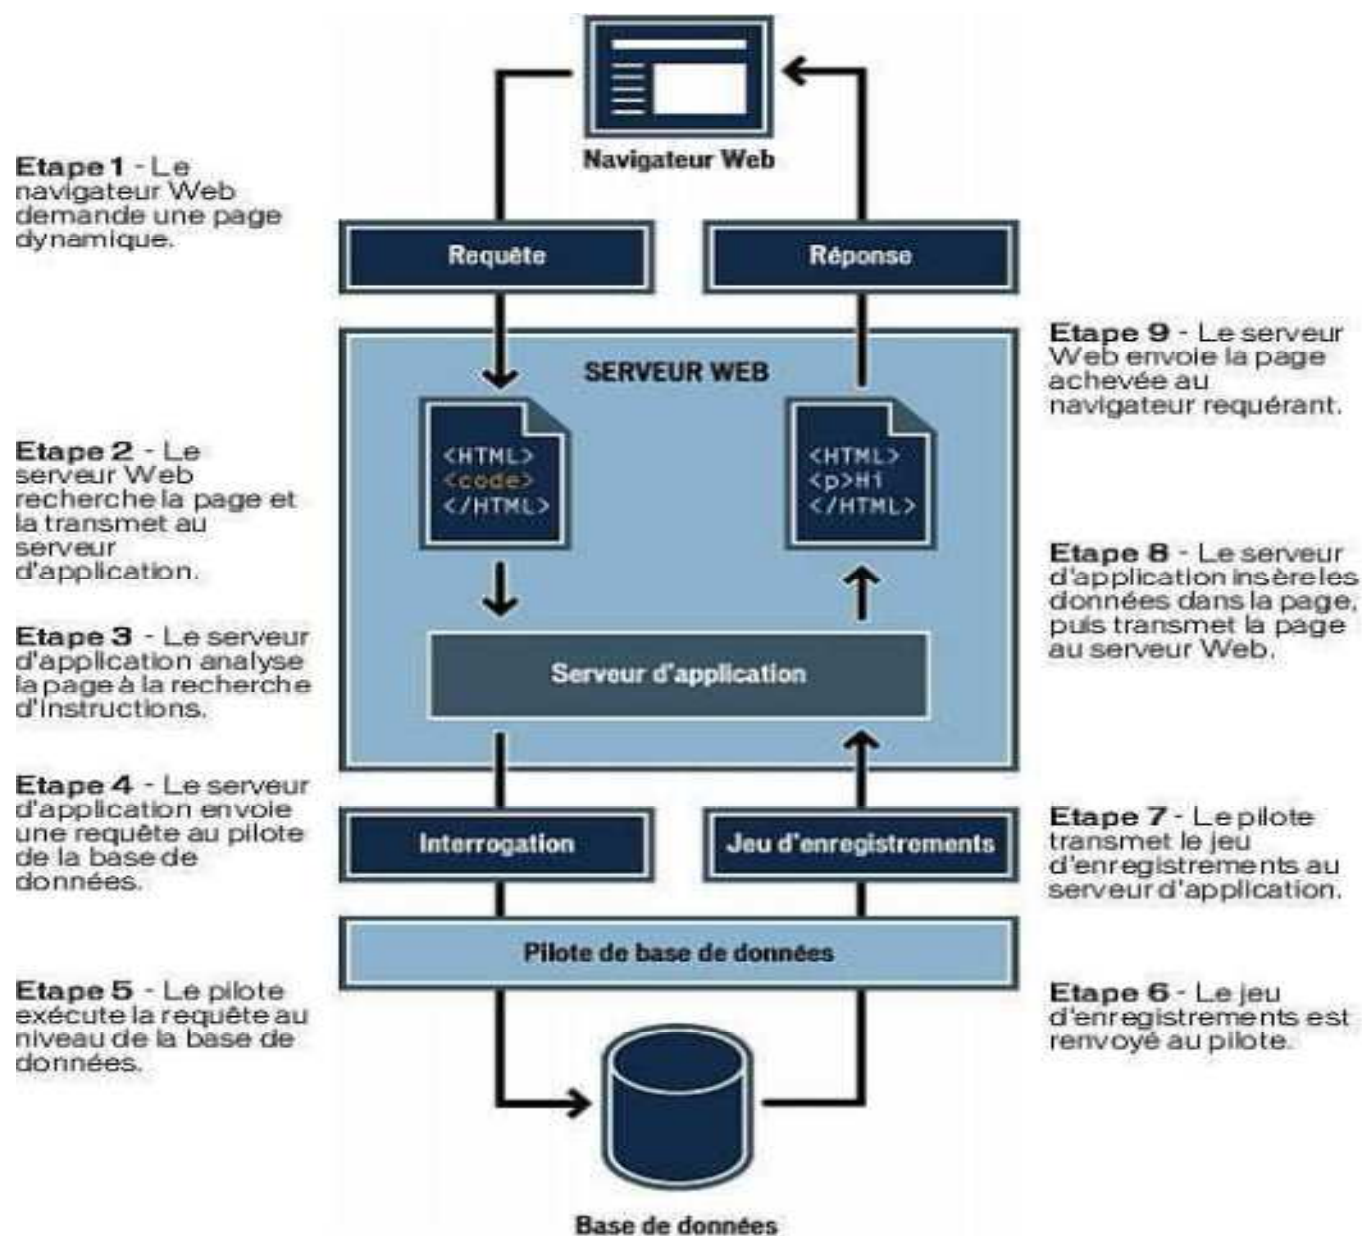 Navigateur Web
Etape 1 - Le
navigateur Web
demande une page
dynamique.
Requête
Réponse
SERVEUR WEB
<HTML>
<code>
</HTML>
<HTML>
<p>Hi
</HTML>
Etape 2 - Le
serveur Web
recherche la page et
la transmet au
serveur
d'application.
Etape 3 - Le serveur
d'application analyse
la page à la recherche
d'instructions.
Serveur d'application
Etape 4 - Le serveur
d'application envoie
une requête au pilote
de la base de
données.
Interrogation
Jeu d'enregistrements
Pilote de base de données
Etape 5 - Le pilote
exécute la requête au
niveau de la base de
données.
Base de données
Etape 6 - Le jeu
d'enregistrements est
renvoyé au pilote.
Etape 7 - Le pilote
transmet le jeu
d'enregistrements au
serveur d'application.
Etape 8 - Le serveur
d'application insèreles
données dans la page,
puis transmet la page
au serveur Web.
Etape 9 - Le serveur
Web envoie la page
achevée au
navigateur requérant.